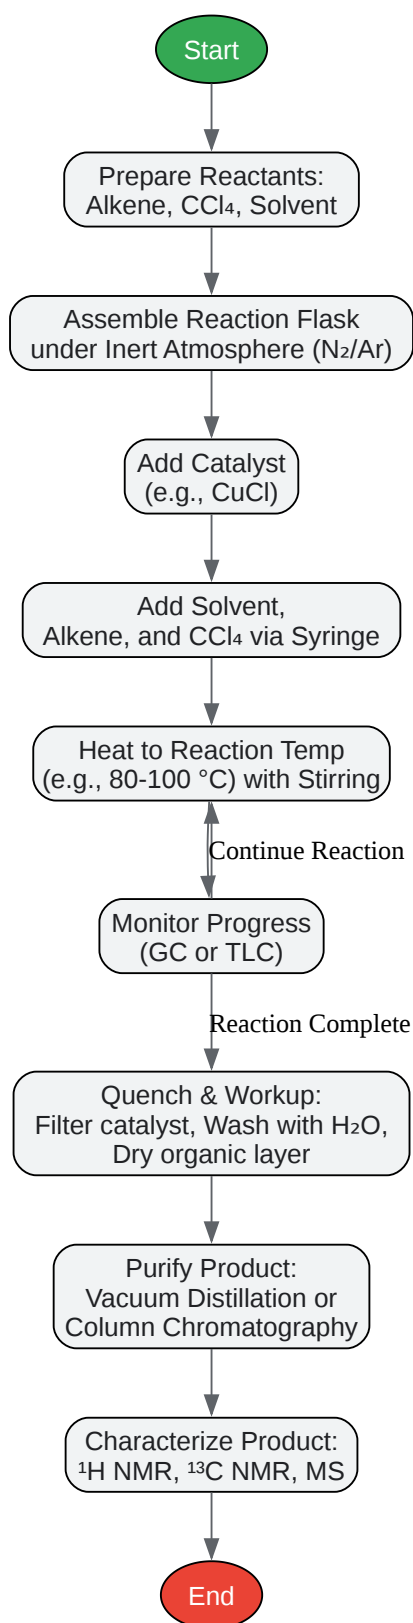 Start
Prepare Reactants:
Alkene, CCl₄, Solvent
Assemble Reaction Flask
under Inert Atmosphere (N₂/Ar)
Add Catalyst
(e.g., CuCl)
Add Solvent,
Alkene, and CCl₄ via Syringe
Heat to Reaction Temp
(e.g., 80-100 °C) with Stirring
Continue Reaction
Monitor Progress
(GC or TLC)
Reaction Complete
Quench & Workup:
Filter catalyst, Wash with H₂O,
Dry organic layer
Purify Product:
Vacuum Distillation or
Column Chromatography
Characterize Product:
¹H NMR, ¹³C NMR, MS
End